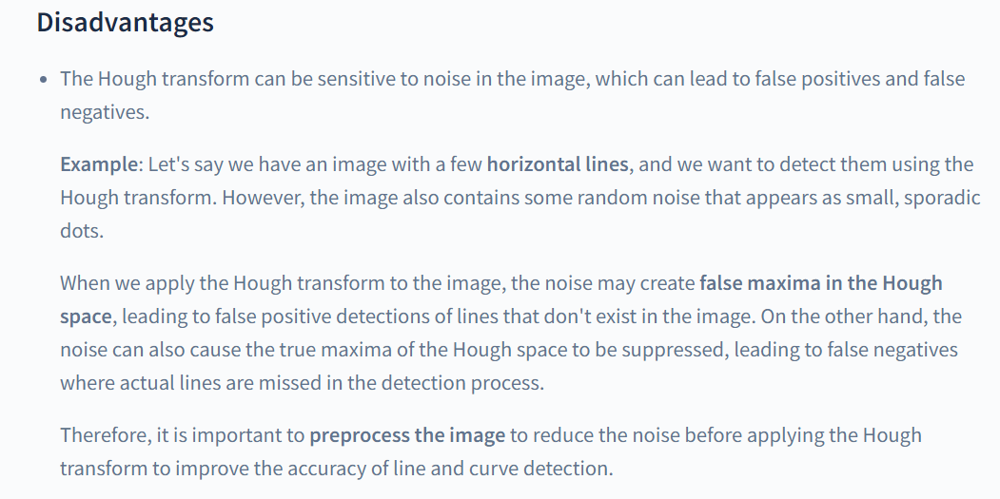 Disadvantages
• The Hough transform can be sensitive to noise in the image, which can lead to false positives and false
negatives.
Example: Let's say we have an image with a few horizontal lines, and we want to detect them using the
Hough transform. However, the image also contains some random noise that appears as small, sporadic
dots.
When we apply the Hough transform to the image, the noise may create false maxima in the Hough
space, leading to false positive detections of lines that don't exist in the image. On the other hand, the
noise can also cause the true maxima of the Hough space to be suppressed, leading to false negatives
where actual lines are missed in the detection process.
Therefore, it is important to preprocess the image to reduce the noise before applying the Hough
transform to improve the accuracy of line and curve detection.